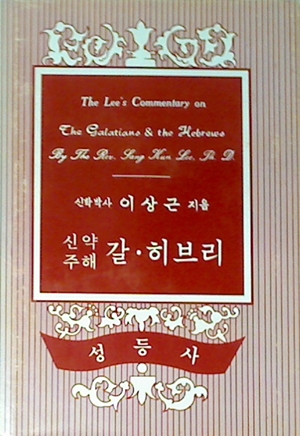 The Lee's Commentary on
The Galatians & the Hebrews
By The Rev. Sang Kun Lee, Th. D.
신학박사 이상근 지음
신약
주해 갈·히브리
성등사